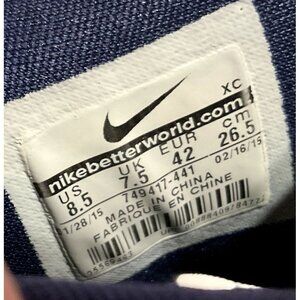 XC
nikebetterworld.com
US UK EUR cm
8.5 7.5 42 26.5
11/28/15 02/16/15
749417-441
MADE IN CHINA
FABRIQUÉ EN CHINE